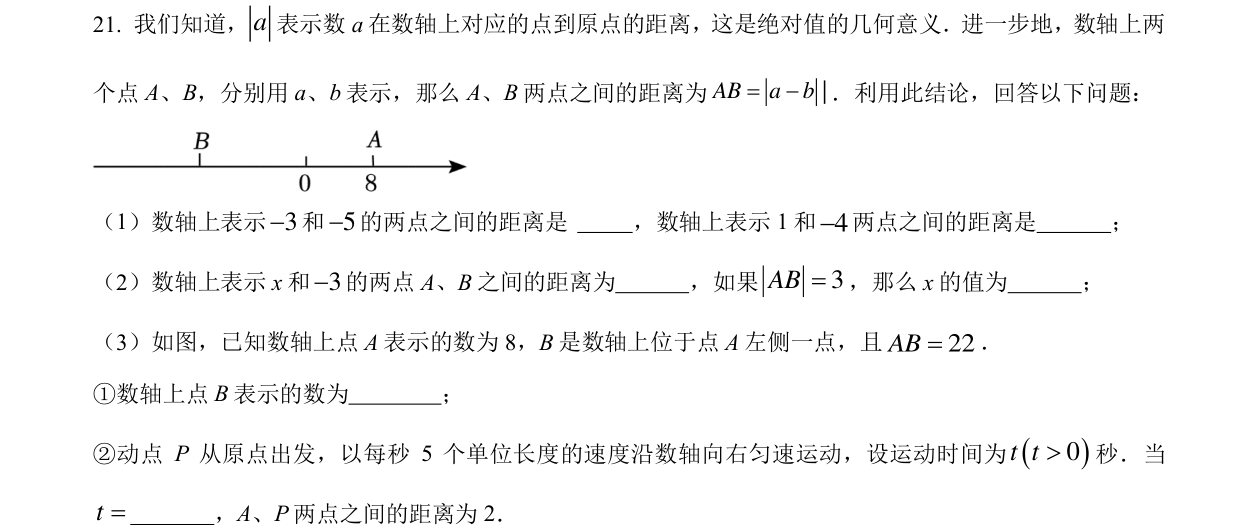 21. 我们知道，|a|表示数 a 在数轴上对应的点到原点的距离，这是绝对值的几何意义．进一步地，数轴上两
个点 A、B，分别用 a、b 表示，那么 A、B 两点之间的距离为 AB=|a−b||．利用此结论，回答以下问题：
B A
0 8
（1）数轴上表示−3和−5的两点之间的距离是 _____，数轴上表示 1 和−4两点之间的距离是______；
（2）数轴上表示 x 和−3的两点 A、B 之间的距离为______，如果|AB|=3，那么 x 的值为______；
（3）如图，已知数轴上点 A 表示的数为 8，B 是数轴上位于点 A 左侧一点，且 AB=22．
①数轴上点 B 表示的数为________；
②动点 P 从原点出发，以每秒 5 个单位长度的速度沿数轴向右匀速运动，设运动时间为t(t>0)秒．当
t=_______，A、P 两点之间的距离为 2．